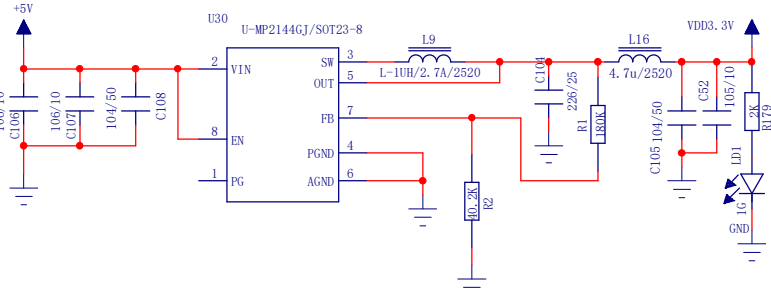 +5V
U30
U-MP2144GJ/SOT23-8
2
VIN
8
EN
1
PG
SW
3
OUT
5
FB
7
PGND
4
AGND
6
C106
106/10
C107
104/50
C108
L9
L-1UH/2.7A/2520
C104
226/25
R1
180K
40.2K
R2
L16
4.7u/2520
VDD3.3V
C105
104/50
C52
105/10
2K
R179
LD1
1G
GND